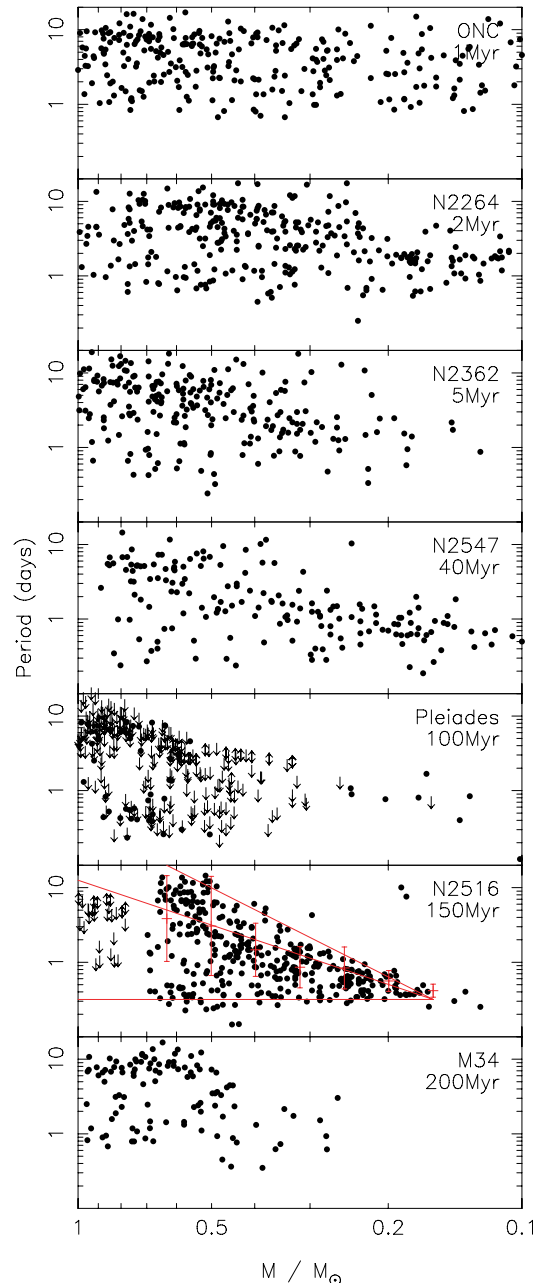 ONC
1Myr
10
1
N2264
2Myr
10
1
N2362
5Myr
10
1
N2547
40Myr
10
1
Pleiades
100Myr
10
1
N2516
150Myr
10
1
M34
200Myr
10
1
Period (days)
1 0.5 0.2 0.1
M / M☉